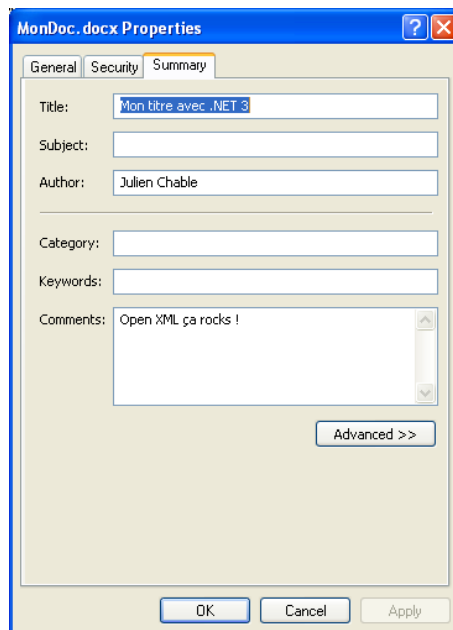 MonDoc.docx Properties
General Security Summary
Title: Mon titre avec .NET 3
Subject:
Author: Julien Chable
Category:
Keywords:
Comments: Open XML ça rocks !
Advanced >>
OK Cancel Apply